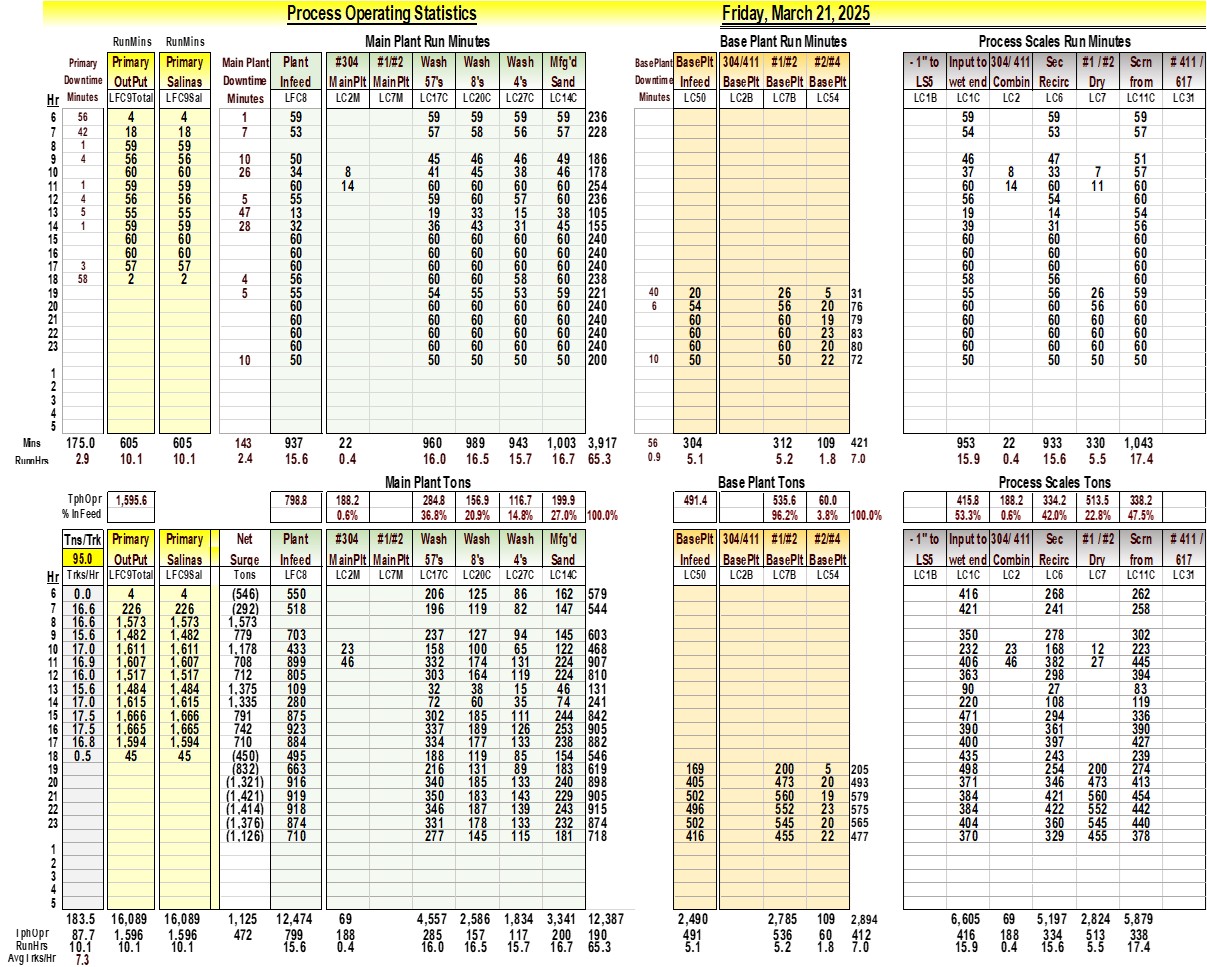 Process Operating Statistics Friday, March 21, 2025
RunMins RunMins Main Plant Run Minutes Base Plant Run Minutes Process Scales Run Minutes
Primary Primary Primary Main Plant Plant #304 #1/#2 Wash Wash Wash Mfg'd BasePlant BasePlt 304/411 #1/#2 #2/#4 - 1" to Input to 304/ 411 Sec #1 / #2 Scrn # 411 /
Downtime OutPut Salinas Downtime Infeed MainPlt MainPlt 57's 8's 4's Sand Downtime Infeed BasePlt BasePlt BasePlt LS5 wet end Combin Recirc Dry from 617
Hr Minutes LFC9Total LFC9Sal Minutes LFC8 LC2M LC7M LC17C LC20C LC27C LC14C Minutes LC50 LC2B LC7B LC54 LC1B LC1C LC2 LC6 LC7 LC11C LC31
6 56 4 4 1 59 59 59 59 59 236 59 59 59
7 42 18 18 7 53 57 58 56 57 228 54 53 57
8 1 59 59
9 4 56 56 10 50 45 46 46 49 186 46 47 51
10 60 60 26 34 8 41 45 38 46 178 37 8 33 7 57
11 1 59 59 60 14 60 60 60 60 254 60 14 60 11 60
12 4 56 56 5 55 59 60 57 60 236 56 54 60
13 5 55 55 47 13 19 33 15 38 105 19 14 54
14 1 59 59 28 32 36 43 31 45 155 39 31 56
15 60 60 60 60 60 60 60 240 60 60 60
16 60 60 60 60 60 60 60 240 60 60 60
17 3 57 57 60 60 60 60 60 240 60 60 60
18 58 2 2 4 56 60 60 58 60 238 58 56 60
19 5 55 54 55 53 59 221 40 20 26 5 31 55 56 26 59
20 60 60 60 60 60 240 6 54 56 20 76 60 60 56 60
21 60 60 60 60 60 240 60 60 19 79 60 60 60 60
22 60 60 60 60 60 240 60 60 23 83 60 60 60 60
23 60 60 60 60 60 240 60 60 20 80 60 60 60 60
10 50 50 50 50 50 200 10 50 50 22 72 50 50 50 50
1
2
3
4
5
Mins 175.0 605 605 143 937 22 960 989 943 1,003 3,917 56 304 312 109 421 953 22 933 330 1,043
RunnHrs 2.9 10.1 10.1 2.4 15.6 0.4 16.0 16.5 15.7 16.7 65.3 0.9 5.1 5.2 1.8 7.0 15.9 0.4 15.6 5.5 17.4
Main Plant Tons Base Plant Tons Process Scales Tons
TphOpr 1,595.6 798.8 188.2 284.8 156.9 116.7 199.9 491.4 535.6 60.0 415.8 188.2 334.2 513.5 338.2
% InFeed 0.6% 36.8% 20.9% 14.8% 27.0% 100.0% 96.2% 3.8% 100.0% 53.3% 0.6% 42.0% 22.8% 47.5%
Tns/Trk Primary Primary Net Plant #304 #1/#2 Wash Wash Wash Mfg'd BasePlt 304/411 #1/#2 #2/#4 - 1" to Input to 304/ 411 Sec #1 / #2 Scrn # 411 /
95.0 OutPut Salinas Surge Infeed MainPlt MainPlt 57's 8's 4's Sand Infeed BasePlt BasePlt BasePlt LS5 wet end Combin Recirc Dry from 617
Hr Trks/Hr LFC9Total LFC9Sal Tons LFC8 LC2M LC7M LC17C LC20C LC27C LC14C LC50 LC2B LC7B LC54 LC1B LC1C LC2 LC6 LC7 LC11C LC31
6 0.0 4 4 (546) 550 206 125 86 162 579 416 268 262
7 16.6 226 226 (292) 518 196 119 82 147 544 421 241 258
8 16.6 1,573 1,573 1,573
9 15.6 1,482 1,482 779 703 237 127 94 145 603 350 278 302
10 17.0 1,611 1,611 1,178 433 23 158 100 65 122 468 232 23 168 12 223
11 16.9 1,607 1,607 708 899 46 332 174 131 224 907 406 46 382 27 445
12 16.0 1,517 1,517 712 805 303 164 119 224 810 363 298 394
13 15.6 1,484 1,484 1,375 109 32 38 15 46 131 90 27 83
14 17.0 1,615 1,615 1,335 280 72 60 35 74 241 220 108 119
15 17.5 1,666 1,666 791 875 302 185 111 244 842 471 294 336
16 17.5 1,665 1,665 742 923 337 189 126 253 905 390 361 390
17 16.8 1,594 1,594 710 884 334 177 133 238 882 400 397 427
18 0.5 45 45 (450) 495 188 119 85 154 546 435 243 239
19 (832) 663 216 131 89 183 619 169 200 5 205 498 254 200 274
20 (1,321) 916 340 185 133 240 898 405 473 20 493 371 346 473 413
21 (1,421) 919 350 183 143 229 905 502 560 19 579 384 421 560 454
22 (1,414) 918 346 187 139 243 915 496 552 23 575 384 422 552 442
23 (1,376) 874 331 178 133 232 874 502 545 20 565 404 360 545 440
(1,126) 710 277 145 115 181 718 416 455 22 477 370 329 455 378
1
2
3
4
5
183.5 16,089 16,089 1,125 12,474 69 4,557 2,586 1,834 3,341 12,387 2,490 2,785 109 2,894 6,605 69 5,197 2,824 5,879
TphOpr 87.7 1,596 1,596 472 799 188 285 157 117 200 190 491 536 60 412 416 188 334 513 338
RunHrs 10.1 10.1 10.1 15.6 0.4 16.0 16.5 15.7 16.7 65.3 5.1 5.2 1.8 7.0 15.9 0.4 15.6 5.5 17.4
AvgTrks/Hr 7.3